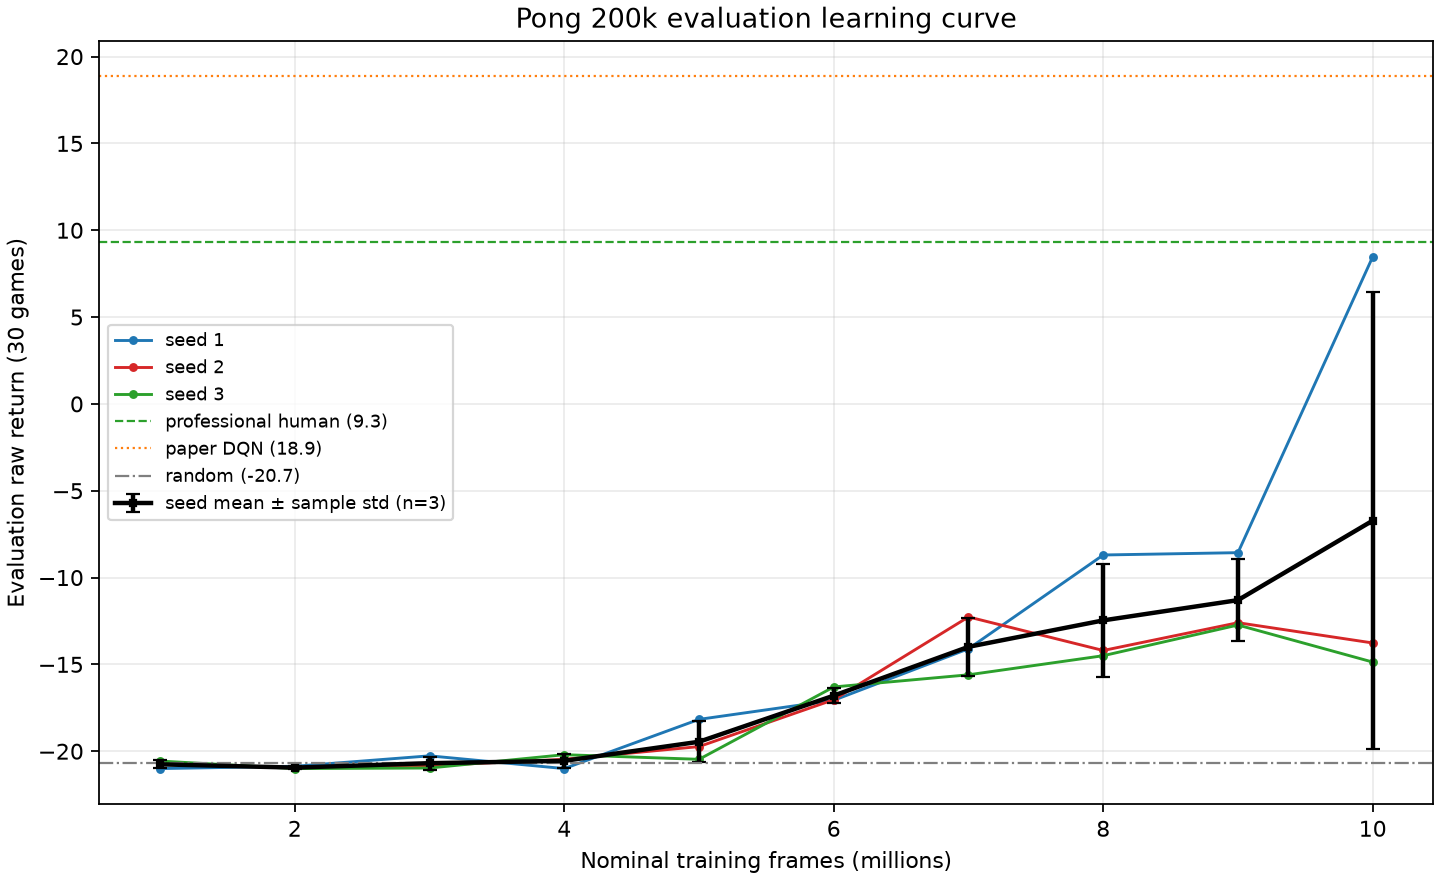 Pong 200k evaluation learning curve
Evaluation raw return (30 games)
20
15
10
5
0
−5
−10
−15
−20
seed 1
seed 2
seed 3
professional human (9.3)
paper DQN (18.9)
random (-20.7)
seed mean ± sample std (n=3)
2
4
6
8
10
Nominal training frames (millions)